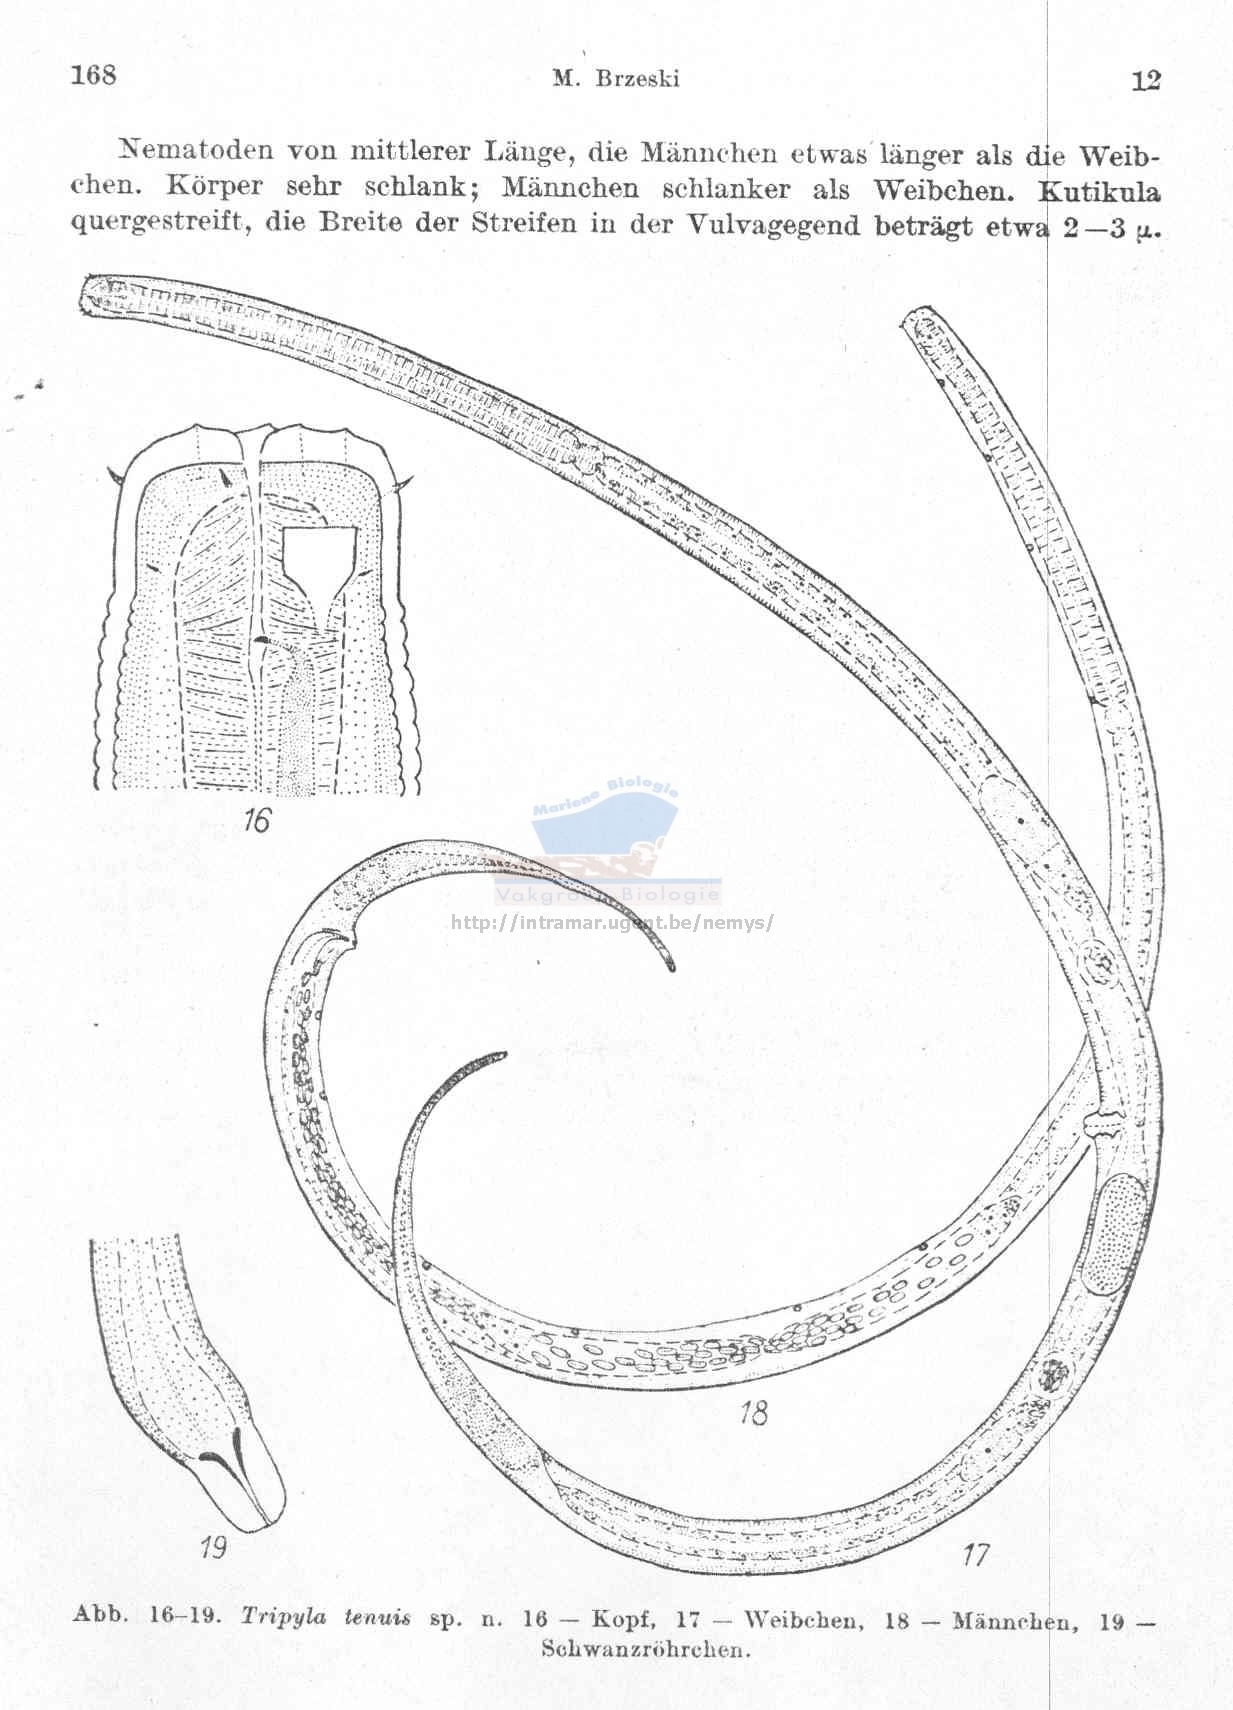 168 M. Brzeski 12
Nematoden von mittlerer Länge, die Männchen etwas länger als die Weib-
chen. Körper sehr schlank; Männchen schlanker als Weibchen. Kutikula
quergestreift, die Breite der Streifen in der Vulvagegend beträgt etwa 2—3 µ.
16
Mariene Biologie
Vakgroep Biologie
http://intramar.ugent.be/nemys/
18
19
17
Abb. 16–19. Tripyla tenuis sp. n. 16 — Kopf, 17 — Weibchen, 18 — Männchen, 19 —
Schwanzröhrchen.